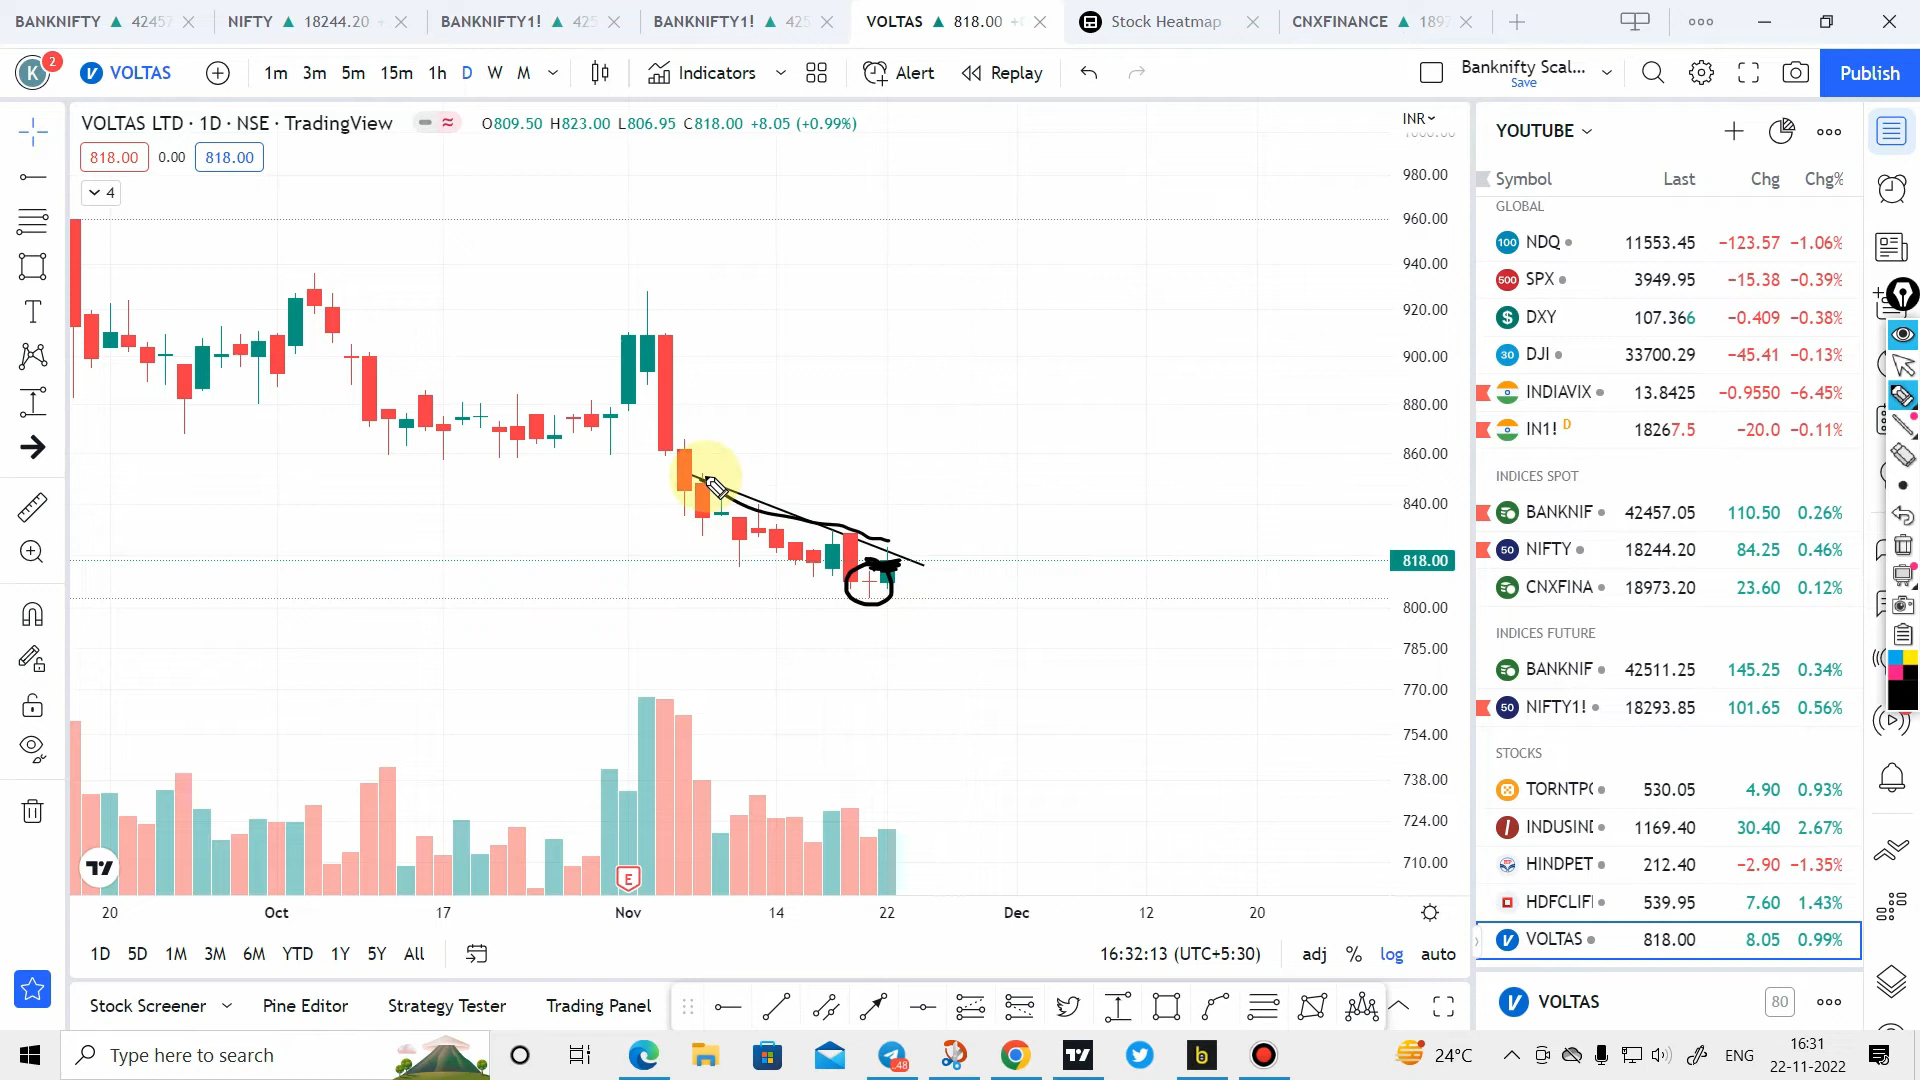 BANKNIFTY ▲ 42457
NIFTY ▲ 18244.20
BANKNIFTY1! ▲ 425
BANKNIFTY1! ▲ 425
VOLTAS ▲ 818.00
Stock Heatmap
CNXFINANCE ▲ 1897
K 2 VOLTAS 1m 3m 5m 15m 1h D W M Indicators Alert Replay
Banknifty Scal...
Save
Publish
VOLTAS LTD · 1D · NSE · TradingView O809.50 H823.00 L806.95 C818.00 +8.05 (+0.99%)
818.00 0.00 818.00
4
INR
980.00
960.00
940.00
920.00
900.00
880.00
860.00
840.00
818.00
800.00
785.00
770.00
754.00
738.00
724.00
710.00
E
20 Oct 17 Nov 14 22 Dec 12 20
1D 5D 1M 3M 6M YTD 1Y 5Y All
16:32:13 (UTC+5:30) adj % log auto
Stock Screener Pine Editor Strategy Tester Trading Panel
YOUTUBE
Symbol Last Chg Chg%
GLOBAL
100 NDQ 11553.45 −123.57 −1.06%
500 SPX 3949.95 −15.38 −0.39%
$ DXY 107.366 −0.409 −0.38%
30 DJI 33700.29 −45.41 −0.13%
INDIAVIX 13.8425 −0.9550 −6.45%
IN1! D 18267.5 −20.0 −0.11%
INDICES SPOT
BANKNIF 42457.05 110.50 0.26%
50 NIFTY 18244.20 84.25 0.46%
CNXFINA 18973.20 23.60 0.12%
INDICES FUTURE
BANKNIF 42511.25 145.25 0.34%
50 NIFTY1! 18293.85 101.65 0.56%
STOCKS
TORNTPO 530.05 4.90 0.93%
INDUSIND 1169.40 30.40 2.67%
HINDPET 212.40 −2.90 −1.35%
HDFCLIFI 539.95 7.60 1.43%
VOLTAS 818.00 8.05 0.99%
VOLTAS 80
Type here to search
48
24°C
ENG
16:31
22-11-2022